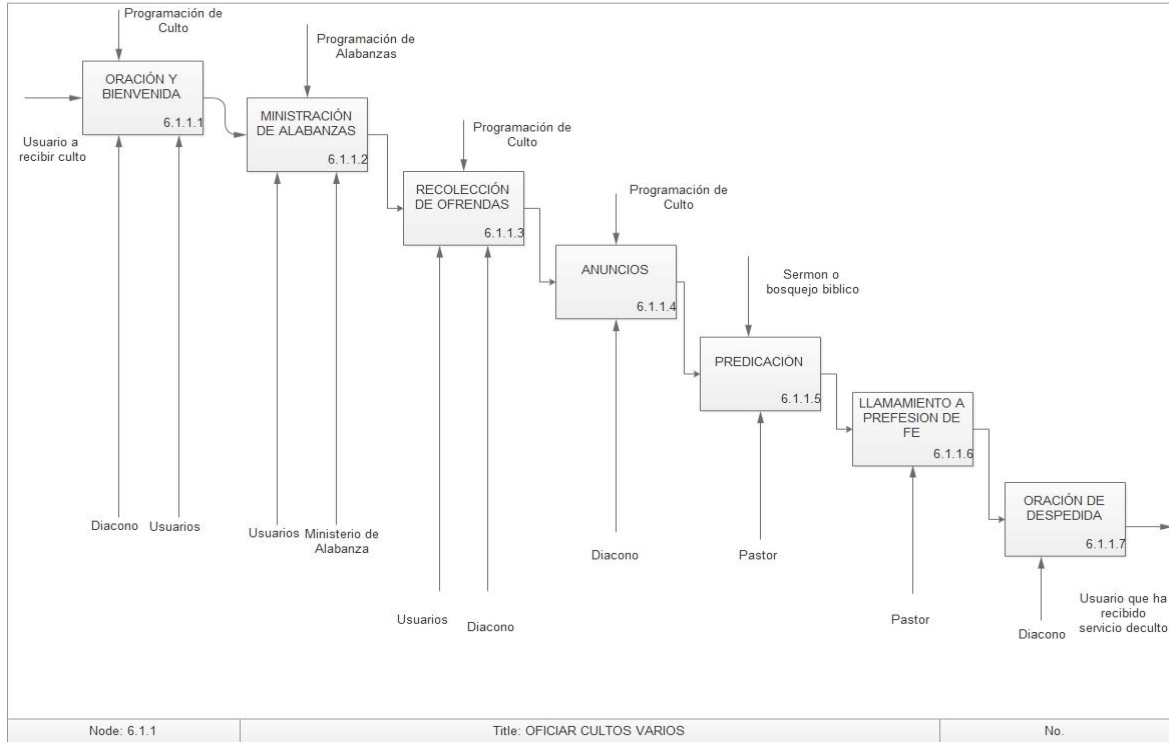 Programación de
Culto
ORACIÓN Y
BIENVENIDA
6.1.1.1
Usuario a
recibir culto
Diacono
Usuarios
Programación de
Alabanzas
MINISTRACIÓN
DE ALABANZAS
6.1.1.2
Usuarios
Ministerio de
Alabanza
Programación de
Culto
RECOLECCIÓN
DE OFRENDAS
6.1.1.3
Usuarios
Diacono
Programación de
Culto
ANUNCIOS
6.1.1.4
Diacono
Sermon o
bosquejo biblico
PREDICACIÓN
6.1.1.5
Pastor
LLAMAMIENTO A
PREFESION DE
FE
6.1.1.6
Pastor
ORACIÓN DE
DESPEDIDA
6.1.1.7
Diacono
Usuario que ha
recibido
servicio deculto
Node: 6.1.1
Title: OFICIAR CULTOS VARIOS
No.